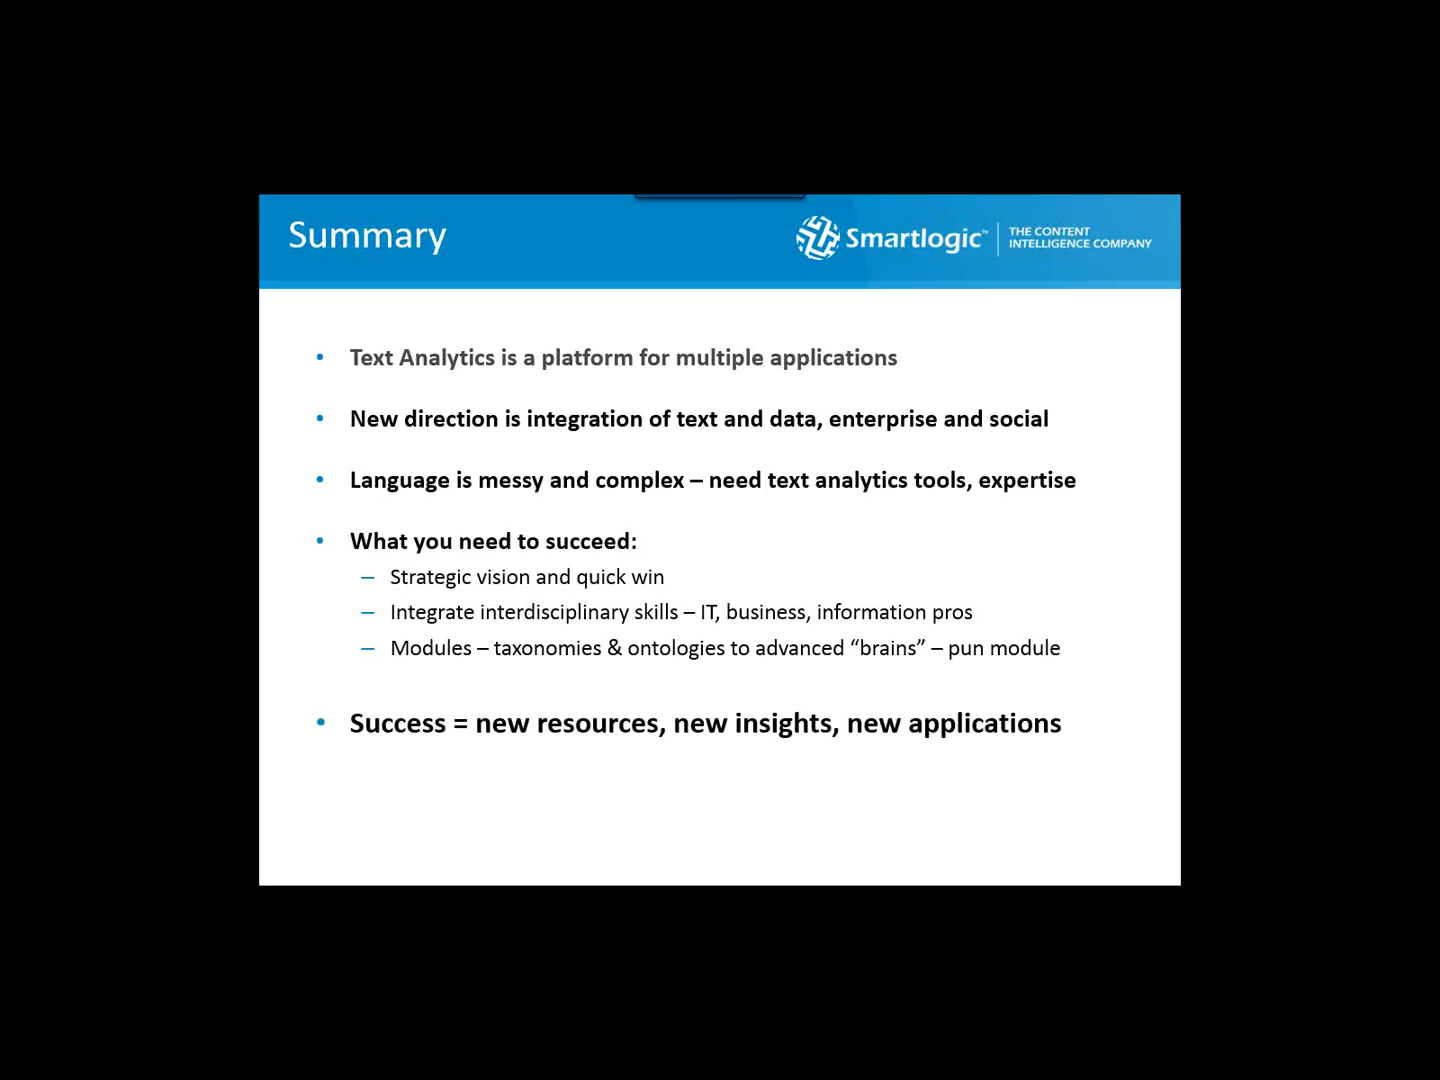 Summary
Smartlogic™
THE CONTENT
INTELLIGENCE COMPANY
• Text Analytics is a platform for multiple applications
• New direction is integration of text and data, enterprise and social
• Language is messy and complex – need text analytics tools, expertise
• What you need to succeed:
– Strategic vision and quick win
– Integrate interdisciplinary skills – IT, business, information pros
– Modules – taxonomies & ontologies to advanced “brains” – pun module
• Success = new resources, new insights, new applications